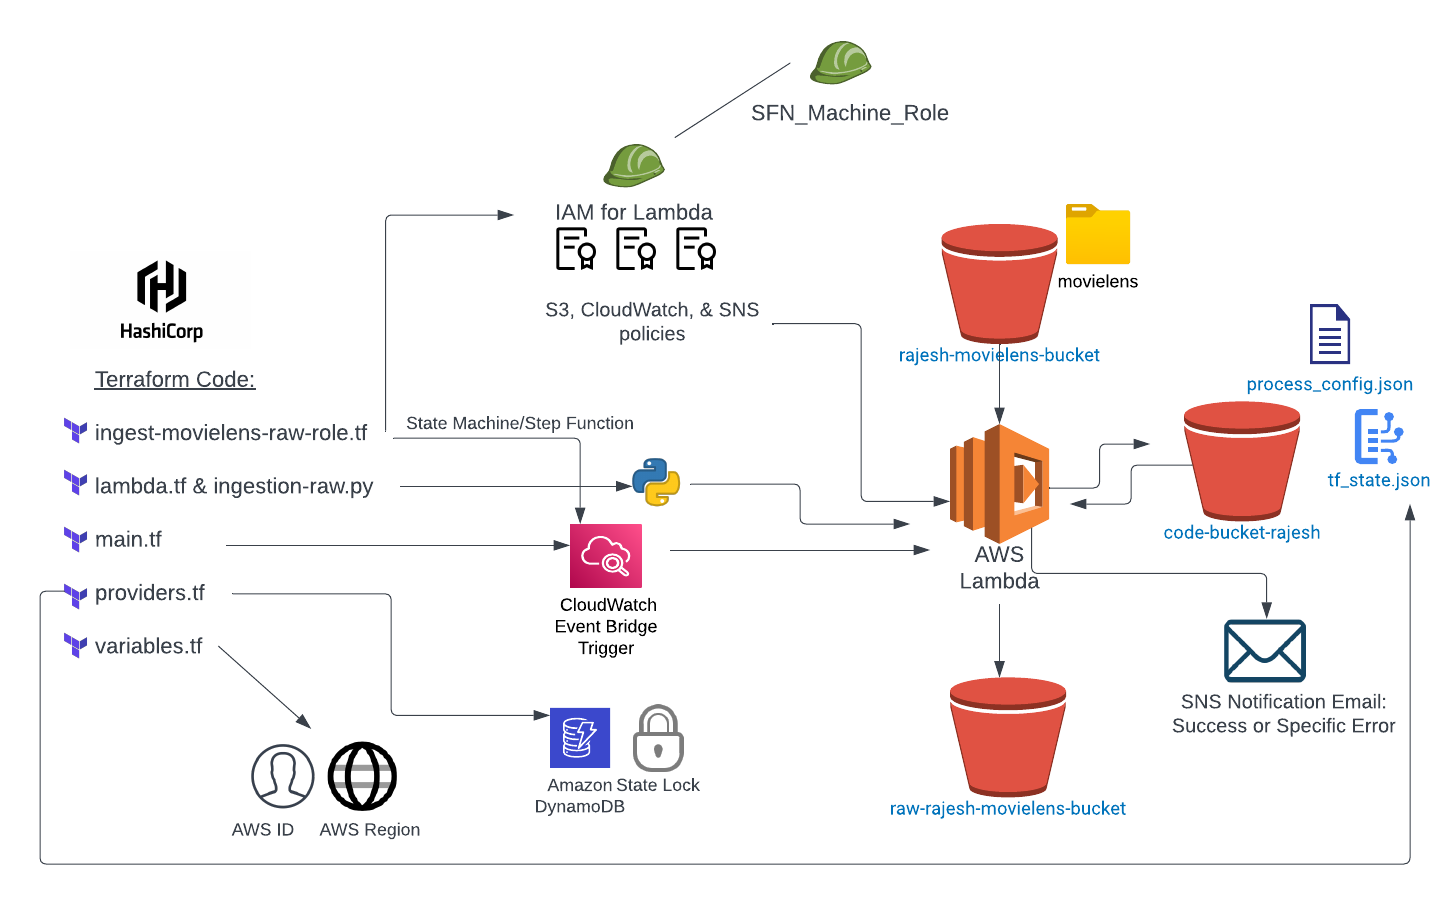 SFN_Machine_Role
IAM for Lambda
S3, CloudWatch, & SNS
policies
movielens
rajesh-movielens-bucket
HashiCorp
Terraform Code:
ingest-movielens-raw-role.tf
State Machine/Step Function
lambda.tf & ingestion-raw.py
main.tf
providers.tf
variables.tf
CloudWatch
Event Bridge
Trigger
AWS
Lambda
process_config.json
tf_state.json
code-bucket-rajesh
SNS Notification Email:
Success or Specific Error
Amazon
DynamoDB
State Lock
AWS ID
AWS Region
raw-rajesh-movielens-bucket